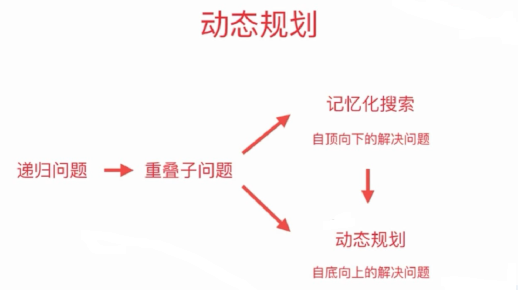 动态规划
记忆化搜索
自顶向下的解决问题
递归问题
重叠子问题
动态规划
自底向上的解决问题